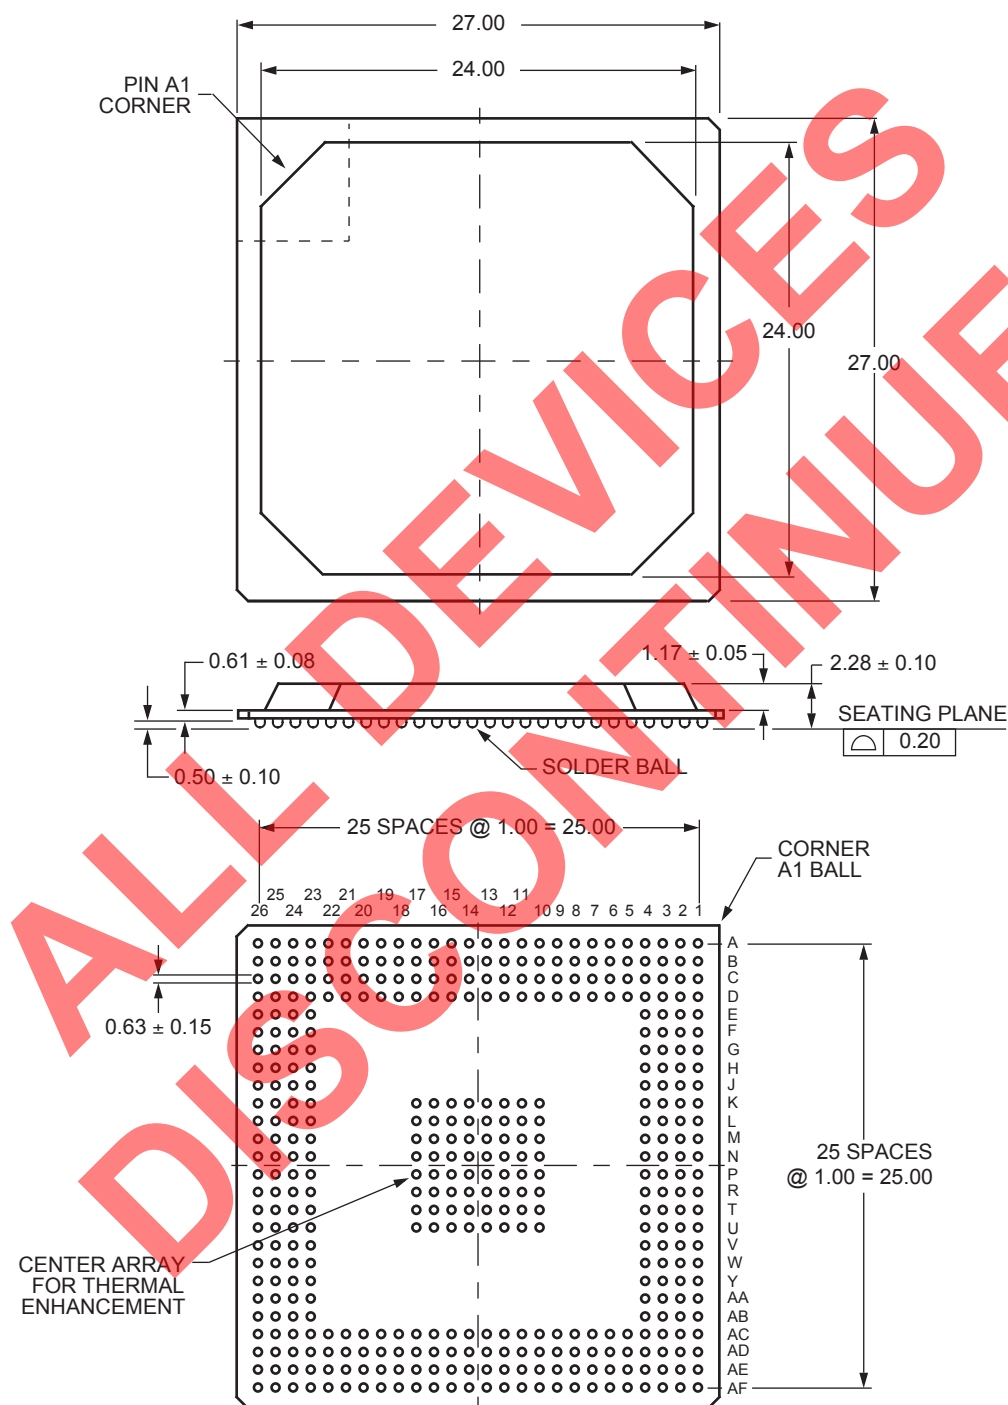 27.00
24.00
PIN A1
CORNER
24.00
27.00
0.61 ± 0.08
1.17 ± 0.05
2.28 ± 0.10
SEATING PLANE
0.20
SOLDER BALL
0.50 ± 0.10
25 SPACES @ 1.00 = 25.00
CORNER
A1 BALL
25 23 21 19 17 15 13 11
26 24 22 20 18 16 14 12 10 9 8 7 6 5 4 3 2 1
A
B
C
D
E
F
G
H
J
K
L
M
N
P
R
T
U
V
W
Y
AA
AB
AC
AD
AE
AF
0.63 ± 0.15
25 SPACES
@ 1.00 = 25.00
CENTER ARRAY
FOR THERMAL
ENHANCEMENT
ALL DEVICES
DISCONTINUE